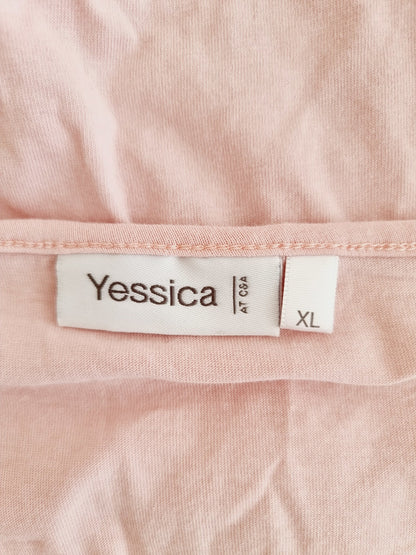 Yessica
AT C&A
XL